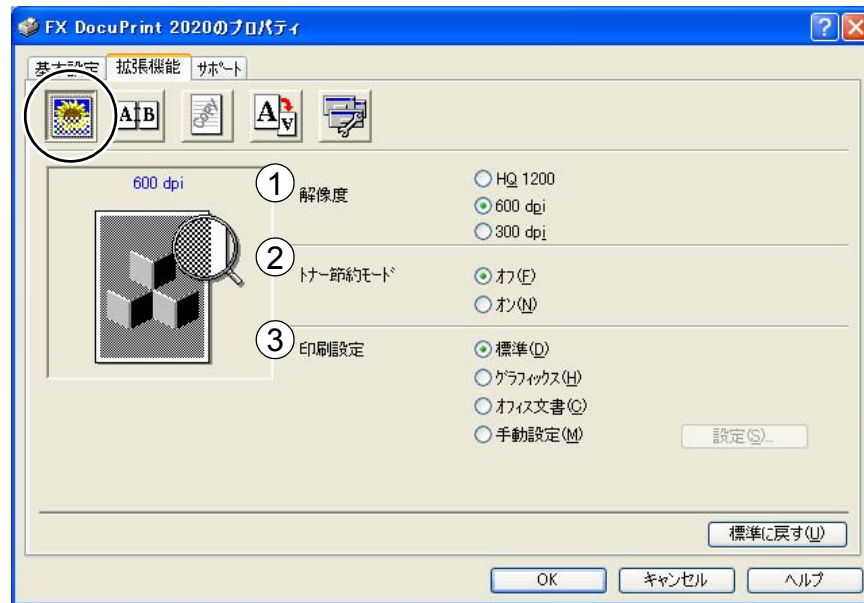 FX DocuPrint 2020のプロパティ
基本設定 拡張機能 サポート
A B Copy A A
600 dpi
① 解像度
HQ 1200
600 dpi
300 dpi
② トナー節約モード
オフ(F)
オン(N)
③ 印刷設定
標準(D)
グラフィックス(H)
オフィス文書(C)
手動設定(M) 設定(S)...
標準に戻す(U)
OK キャンセル ヘルプ